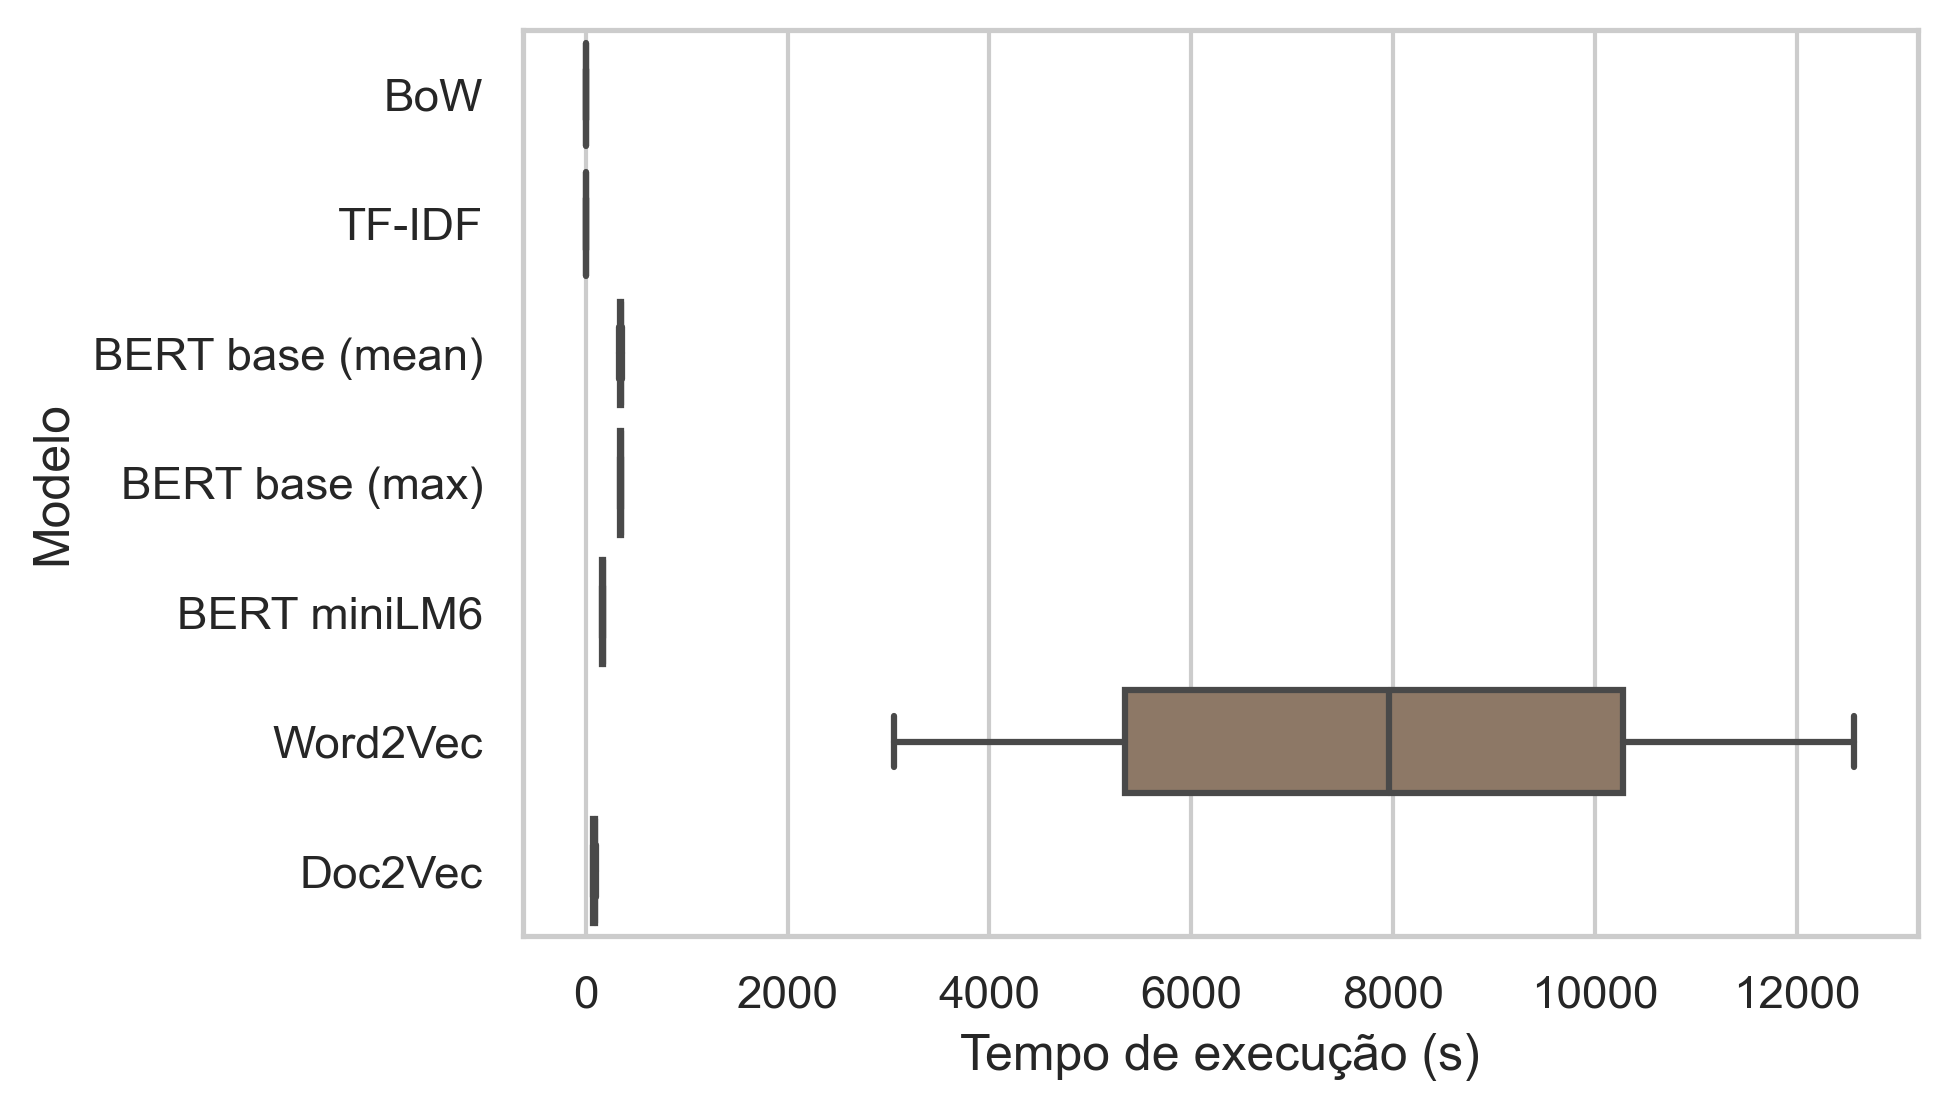 BoW
TF-IDF
BERT base (mean)
BERT base (max)
BERT miniLM6
Word2Vec
Doc2Vec
Modelo
0 2000 4000 6000 8000 10000 12000
Tempo de execução (s)